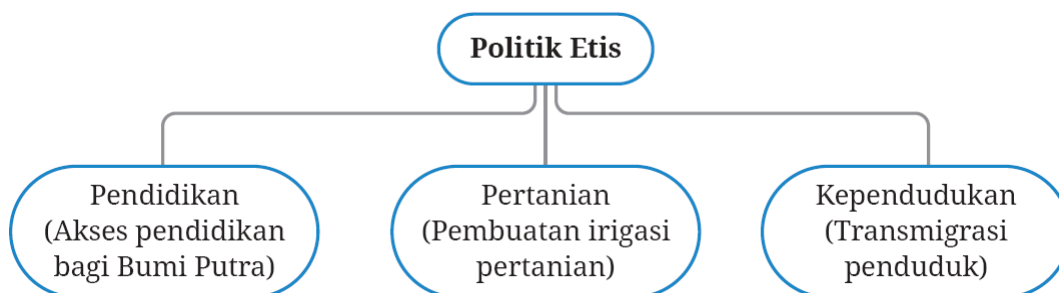 Politik Etis
Pendidikan
(Akses pendidikan
bagi Bumi Putra)
Pertanian
(Pembuatan irigasi
pertanian)
Kependudukan
(Transmigrasi
penduduk)